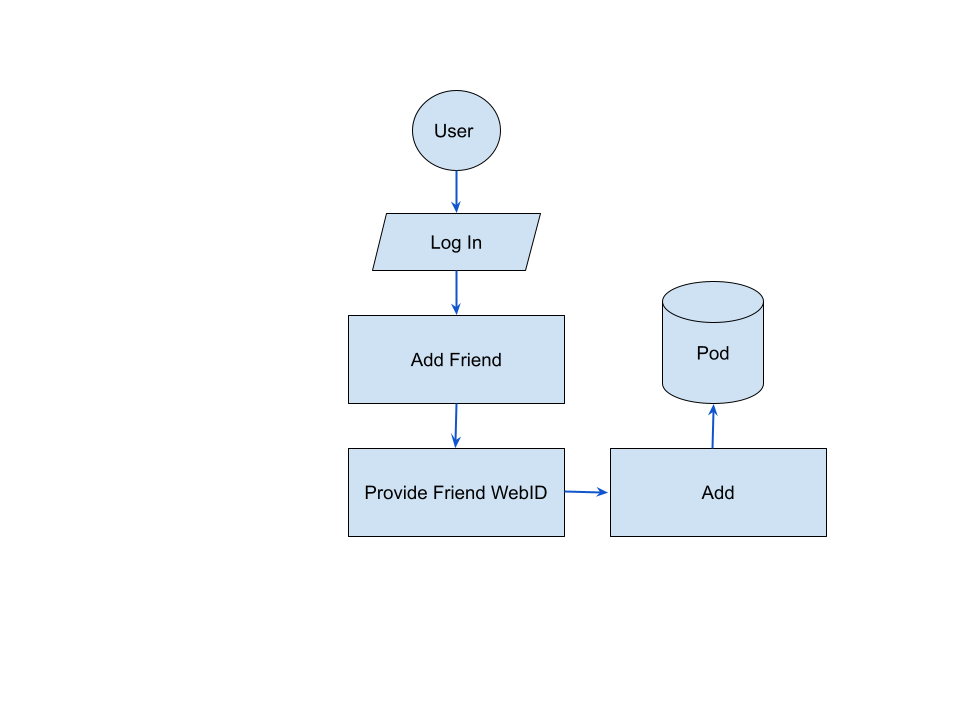 User
Log In
Add Friend
Pod
Provide Friend WebID
Add